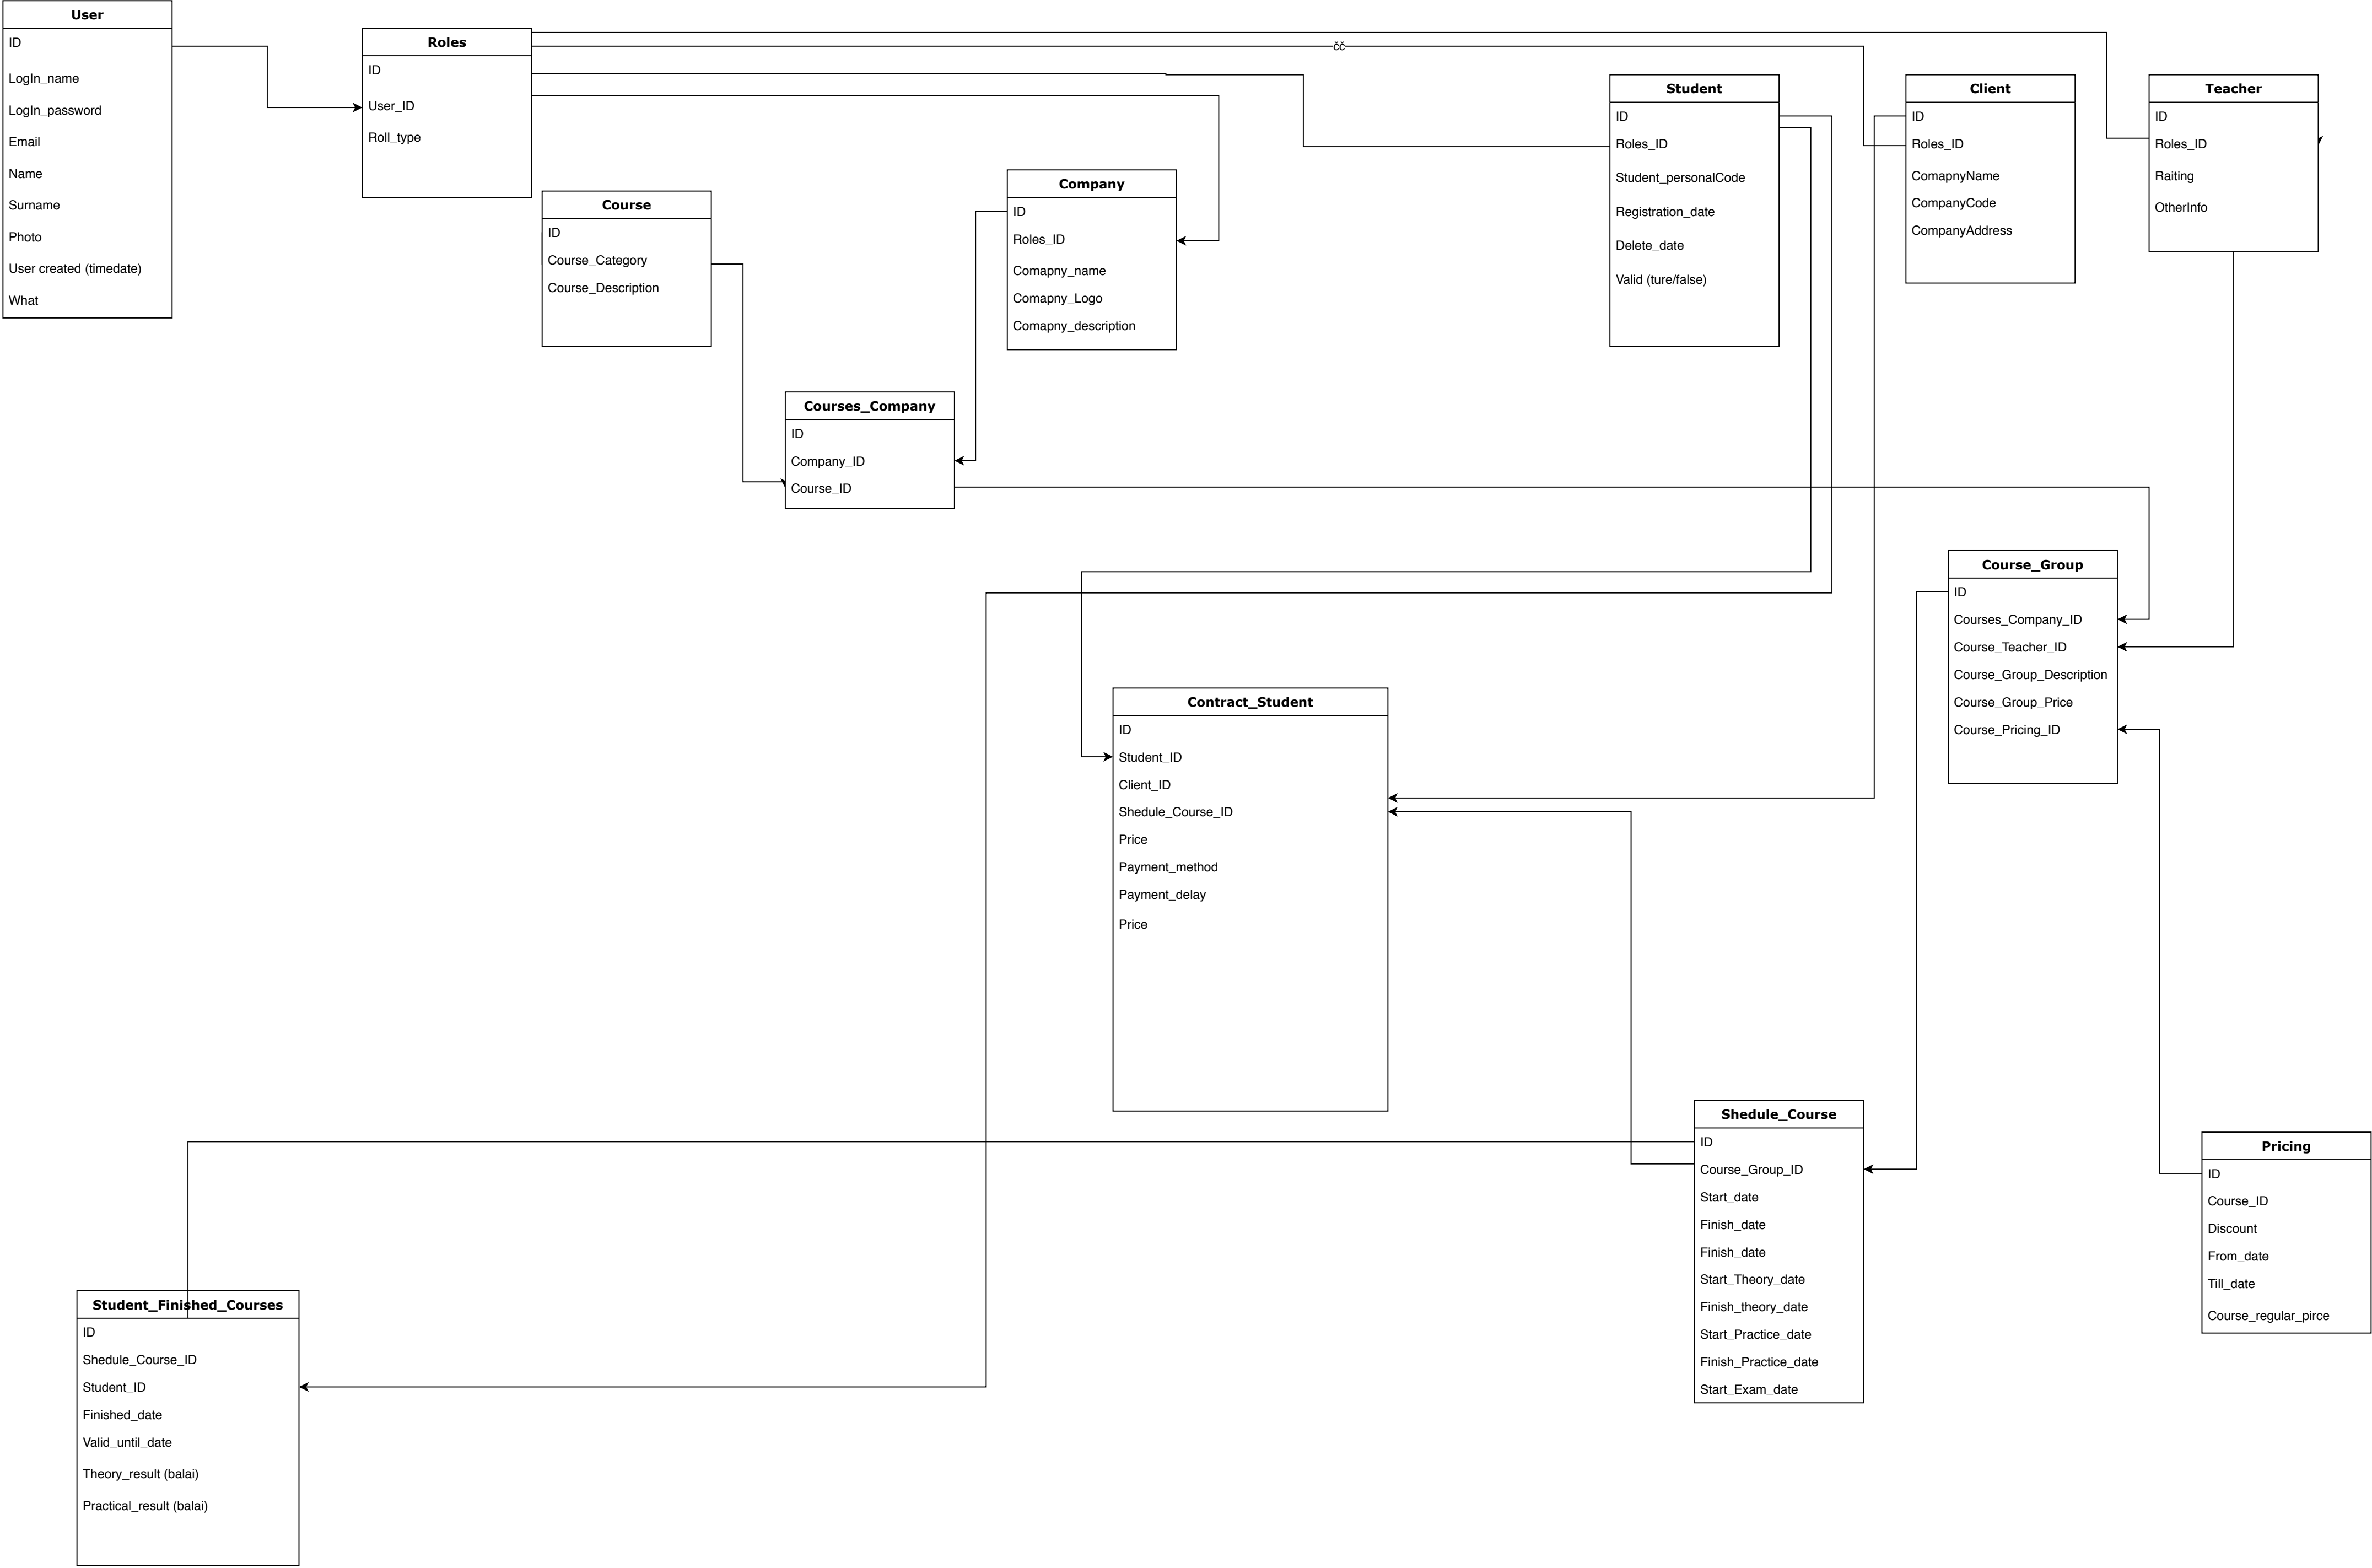 User
ID
LogIn_name
LogIn_password
Email
Name
Surname
Photo
User created (timedate)
What
Roles
ID
User_ID
Roll_type
čč
Course
ID
Course_Category
Course_Description
Company
ID
Roles_ID
Comapny_name
Comapny_Logo
Comapny_description
Student
ID
Roles_ID
Student_personalCode
Registration_date
Delete_date
Valid (ture/false)
Client
ID
Roles_ID
ComapnyName
CompanyCode
CompanyAddress
Teacher
ID
Roles_ID
Raiting
OtherInfo
Courses_Company
ID
Company_ID
Course_ID
Course_Group
ID
Courses_Company_ID
Course_Teacher_ID
Course_Group_Description
Course_Group_Price
Course_Pricing_ID
Contract_Student
ID
Student_ID
Client_ID
Shedule_Course_ID
Price
Payment_method
Payment_delay
Price
Shedule_Course
ID
Course_Group_ID
Start_date
Finish_date
Finish_date
Start_Theory_date
Finish_theory_date
Start_Practice_date
Finish_Practice_date
Start_Exam_date
Pricing
ID
Course_ID
Discount
From_date
Till_date
Course_regular_pirce
Student_Finished_Courses
ID
Shedule_Course_ID
Student_ID
Finished_date
Valid_until_date
Theory_result (balai)
Practical_result (balai)